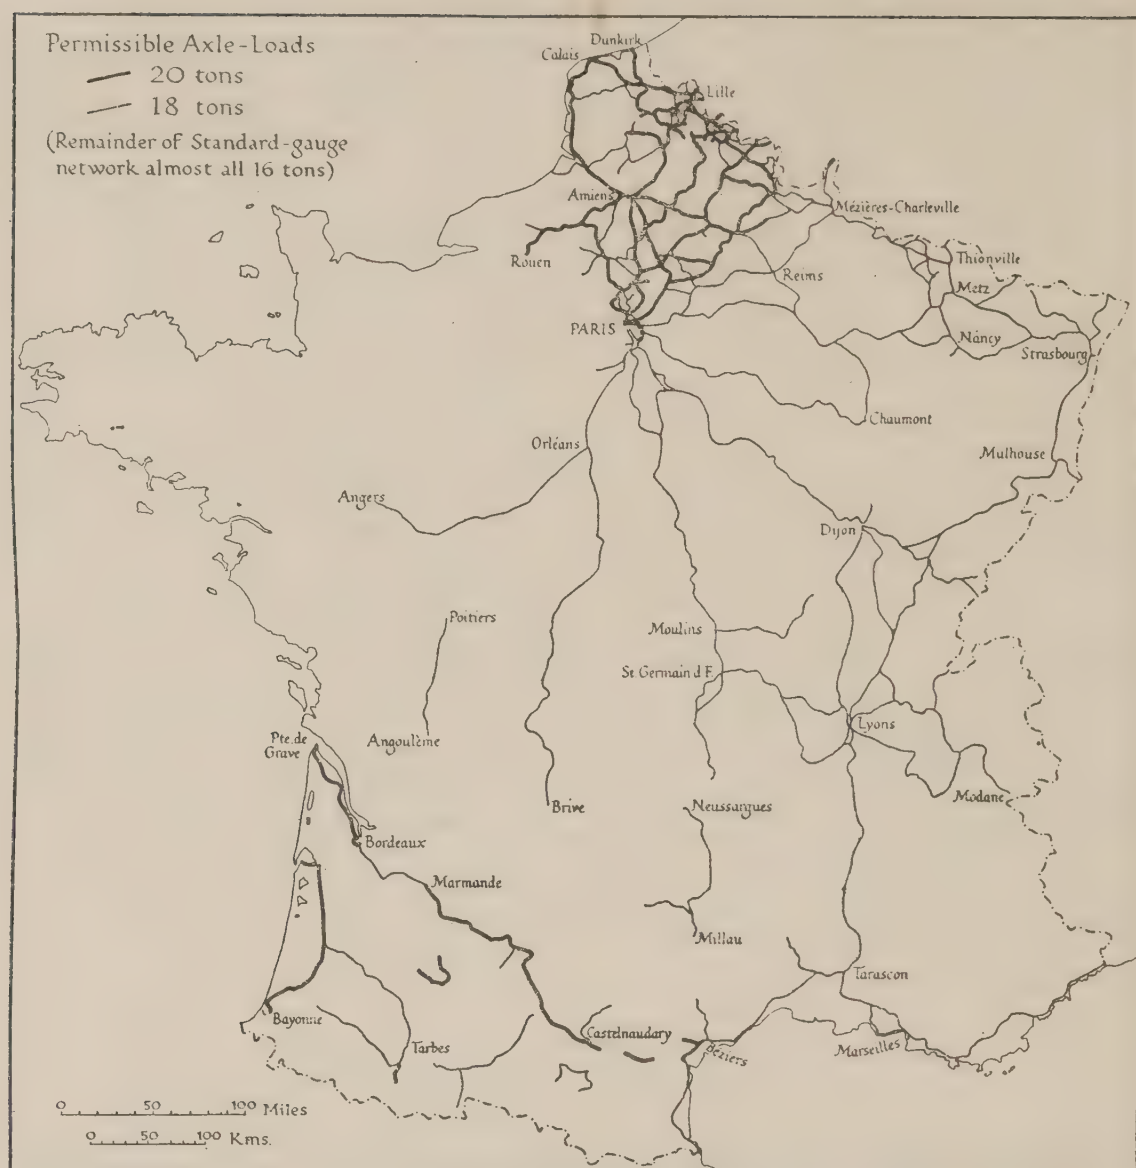 Permissible Axle-Loads
20 tons
18 tons
(Remainder of Standard-gauge
network almost all 16 tons)
Dunkirk
Calais
Lille
Amiens
Mézières-Charleville
Rouen
Thionville
Reims
Metz
PARIS
Nancy
Strasbourg
Chaumont
Orléans
Mulhouse
Angers
Dijon
Poitiers
Moulins
St Germain d F.
Lyons
Pte. de
Grave
Angoulême
Modane
Brive
Neussargues
Bordeaux
Marmande
Millau
Tarascon
Bayonne
Castelnaudary
Tarbes
Béziers
Marseilles
0 50 100 Miles
0 50 100 Kms.